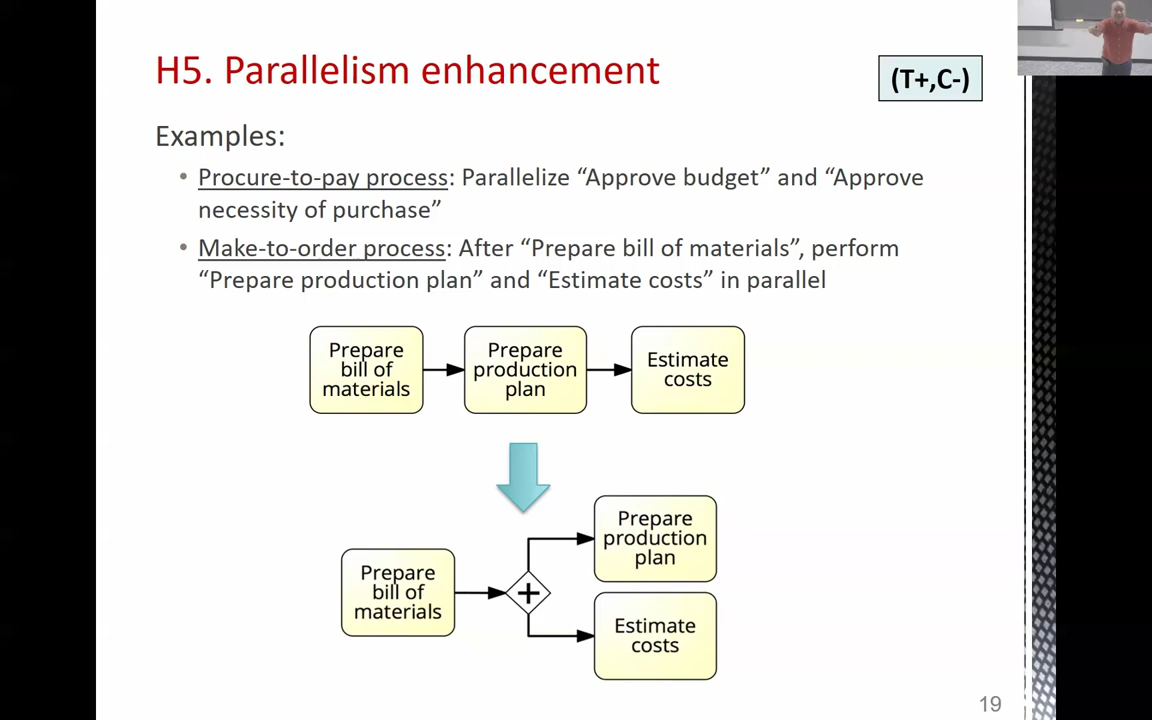 H5. Parallelism enhancement
(T+,C-)
Examples:
• Procure-to-pay process: Parallelize “Approve budget” and “Approve
necessity of purchase”
• Make-to-order process: After “Prepare bill of materials”, perform
“Prepare production plan” and “Estimate costs” in parallel
Prepare
bill of
materials
Prepare
production
plan
Estimate
costs
Prepare
bill of
materials
Prepare
production
plan
Estimate
costs
19